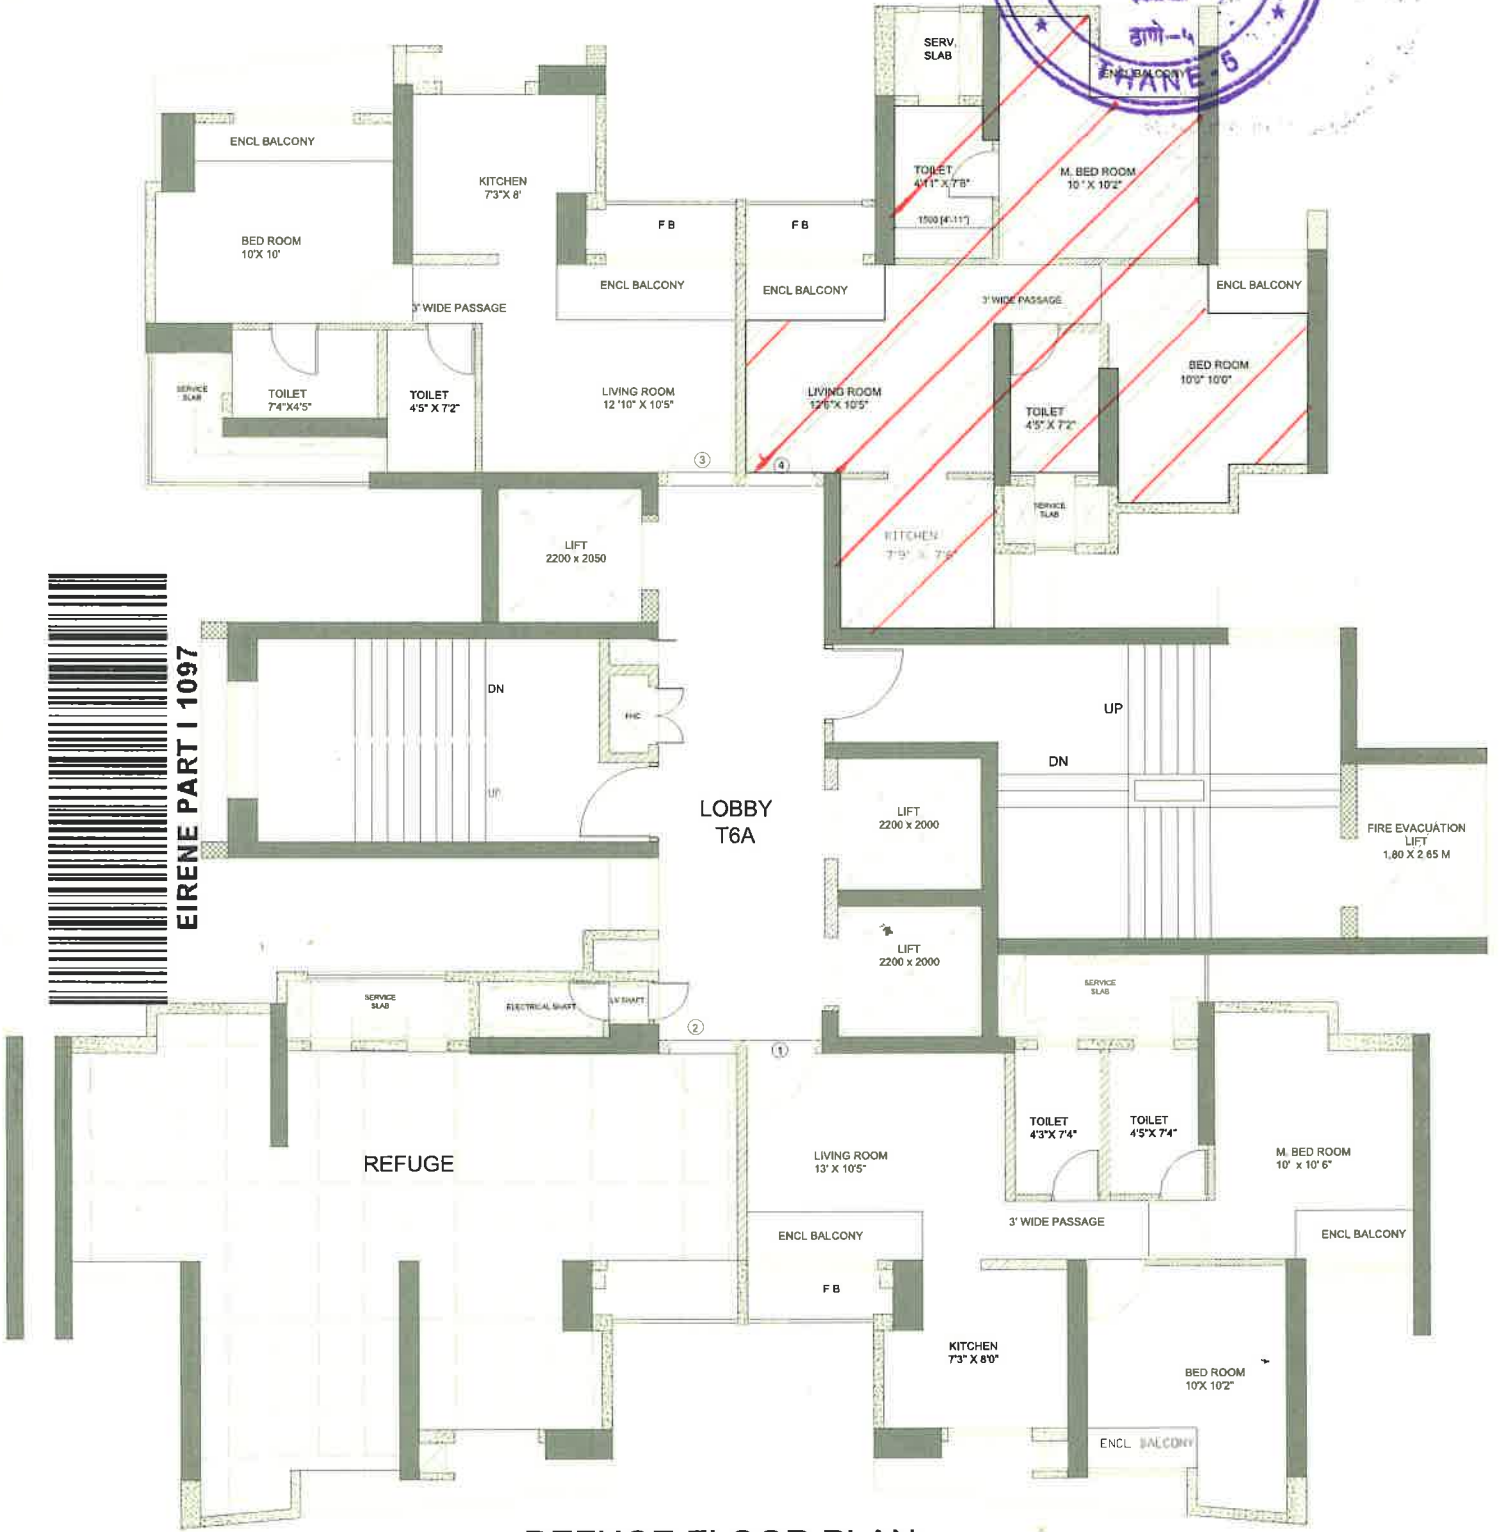 ठाणे-५
THANE-5
SERV.
SLAB
ENCL BALCONY
ENCL BALCONY
KITCHEN
7'3"X 8'
TOILET
4'11" X 7'8"
M. BED ROOM
10 ' X 10'2"
1500 [4'-11"]
BED ROOM
10'X 10'
F B
F B
ENCL BALCONY
ENCL BALCONY
ENCL BALCONY
3' WIDE PASSAGE
3' WIDE PASSAGE
SERVICE
SLAB
TOILET
7'4"X4'5"
TOILET
4'5" X 7'2"
LIVING ROOM
12 '10" X 10'5"
LIVING ROOM
12'6"X 10'5"
TOILET
4'5"X 7'2"
BED ROOM
10'0" 10'0"
3
4
SERVICE
SLAB
LIFT
2200 x 2050
KITCHEN
7'9" X 7'6"
EIRENE PART I 1097
DN
UP
FHC
UP
DN
LOBBY
T6A
LIFT
2200 x 2000
FIRE EVACUATION
LIFT
1.80 X 2.65 M
LIFT
2200 x 2000
SERVICE
SLAB
ELECTRICAL SHAFT
LV SHAFT
SERVICE
SLAB
2
1
REFUGE
LIVING ROOM
13' X 10'5"
TOILET
4'3"X 7'4"
TOILET
4'5"X 7'4"
M. BED ROOM
10' x 10' 6"
3' WIDE PASSAGE
ENCL BALCONY
ENCL BALCONY
F B
KITCHEN
7'3" X 8'0"
BED ROOM
10'X 10'2"
ENCL BALCONY
REFUGE FLOOR PLAN